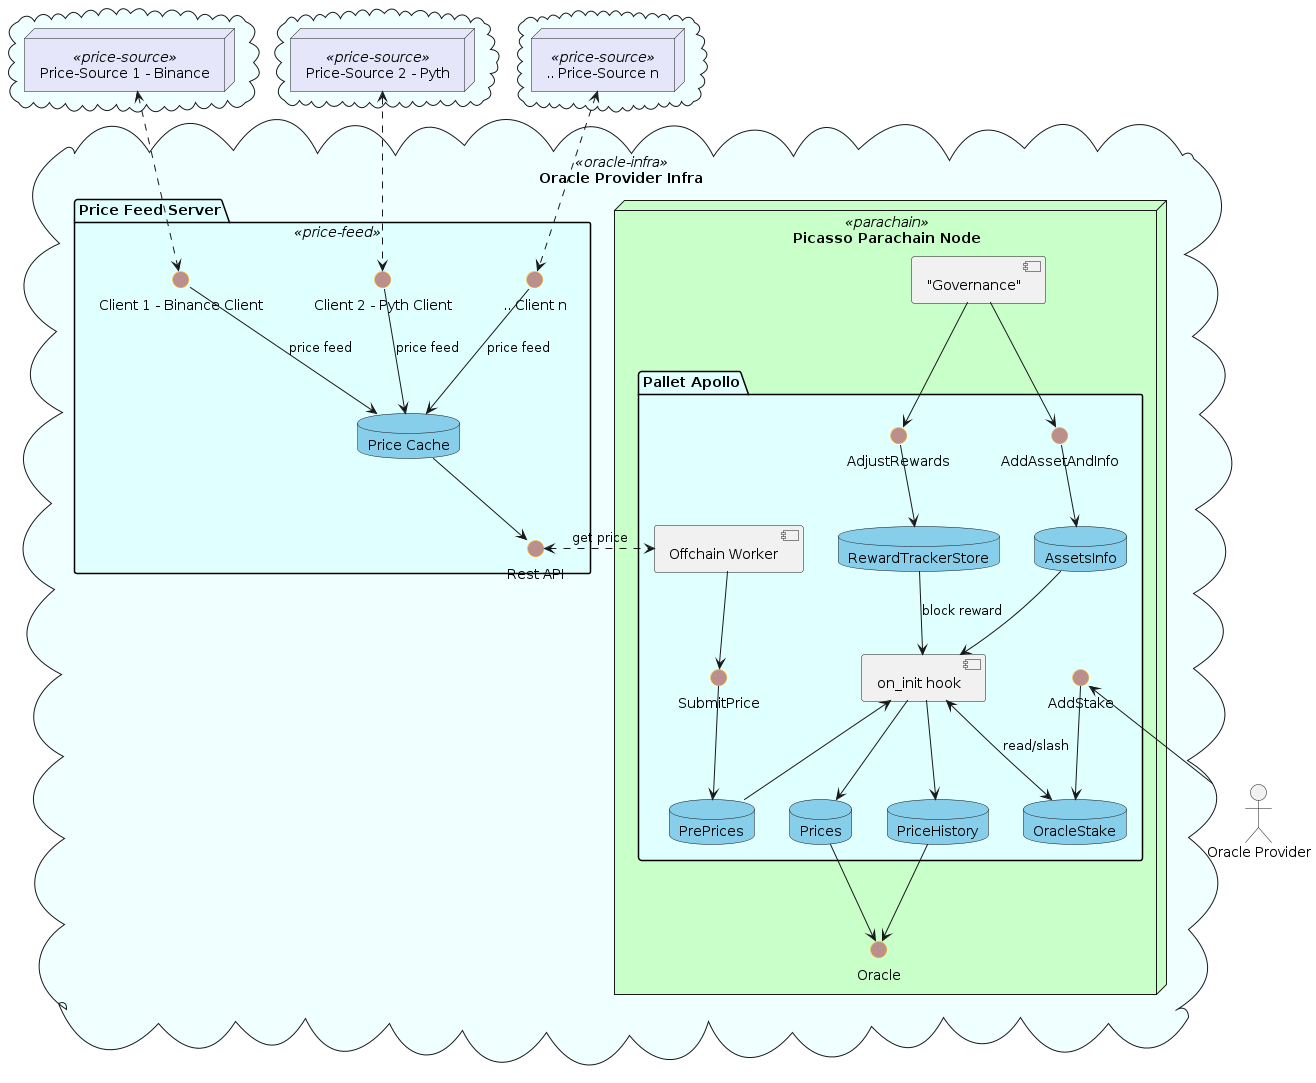 «price-source»
Price-Source 1 - Binance
«price-source»
Price-Source 2 - Pyth
«price-source»
.. Price-Source n
«oracle-infra»
Oracle Provider Infra
Price Feed Server
«price-feed»
Client 1 - Binance Client
Client 2 - Pyth Client
.. Client n
price feed
price feed
price feed
Price Cache
get price
Rest API
«parachain»
Picasso Parachain Node
"Governance"
Pallet Apollo
AdjustRewards
AddAssetAndInfo
Offchain Worker
RewardTrackerStore
AssetsInfo
block reward
SubmitPrice
on_init hook
AddStake
read/slash
PrePrices
Prices
PriceHistory
OracleStake
Oracle Provider
Oracle